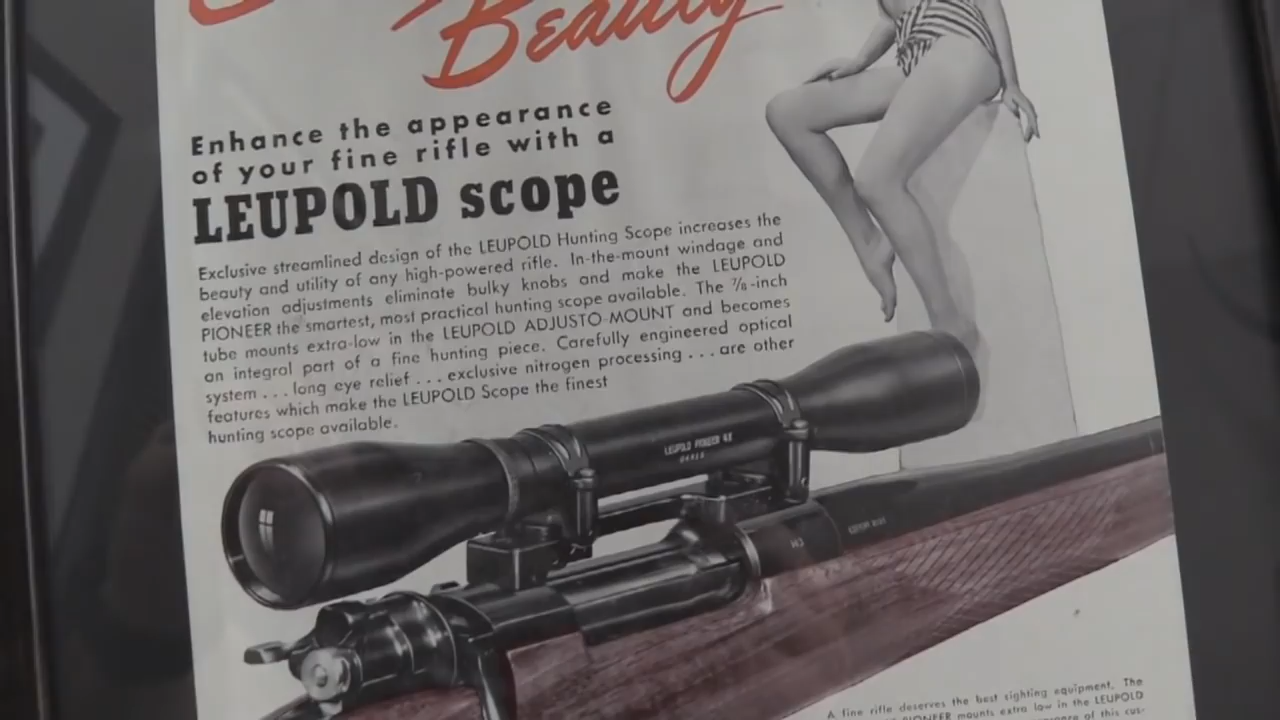 Beauty
Enhance the appearance
of your fine rifle with a
LEUPOLD scope
Exclusive streamlined design of the LEUPOLD Hunting Scope increases the
beauty and utility of any high-powered rifle. In-the-mount windage and
elevation adjustments eliminate bulky knobs and make the LEUPOLD
PIONEER the smartest, most practical hunting scope available. The 7/8-inch
tube mounts extra-low in the LEUPOLD ADJUSTO-MOUNT and becomes
an integral part of a fine hunting piece. Carefully engineered optical
system . . . long eye relief . . . exclusive nitrogen processing . . . are other
features which make the LEUPOLD Scope the finest
hunting scope available.
LEUPOLD PIONEER 4X
A fine rifle deserves the best sighting equipment. The
PIONEER mounts extra low in the LEUPOLD
of this cus-